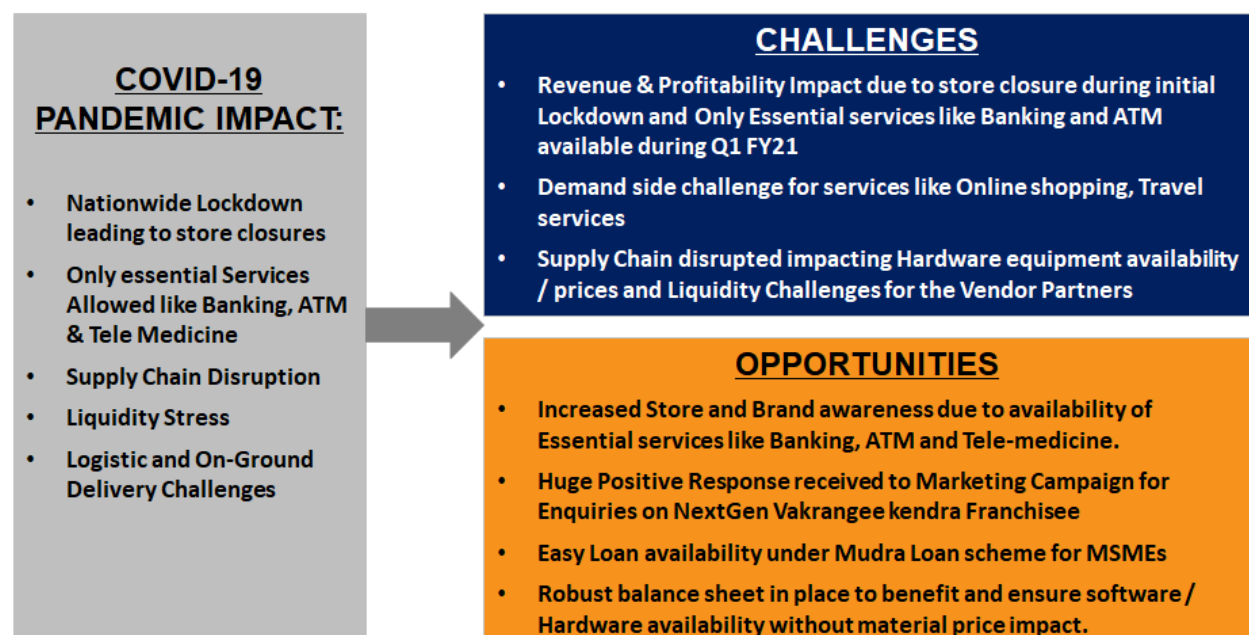 COVID-19
PANDEMIC IMPACT:
• Nationwide Lockdown
leading to store closures
• Only essential Services
Allowed like Banking, ATM
& Tele Medicine
• Supply Chain Disruption
• Liquidity Stress
• Logistic and On-Ground
Delivery Challenges
CHALLENGES
• Revenue & Profitability Impact due to store closure during initial
Lockdown and Only Essential services like Banking and ATM
available during Q1 FY21
• Demand side challenge for services like Online shopping, Travel
services
• Supply Chain disrupted impacting Hardware equipment availability
/ prices and Liquidity Challenges for the Vendor Partners
OPPORTUNITIES
• Increased Store and Brand awareness due to availability of
Essential services like Banking, ATM and Tele-medicine.
• Huge Positive Response received to Marketing Campaign for
Enquiries on NextGen Vakrangee kendra Franchisee
• Easy Loan availability under Mudra Loan scheme for MSMEs
• Robust balance sheet in place to benefit and ensure software /
Hardware availability without material price impact.